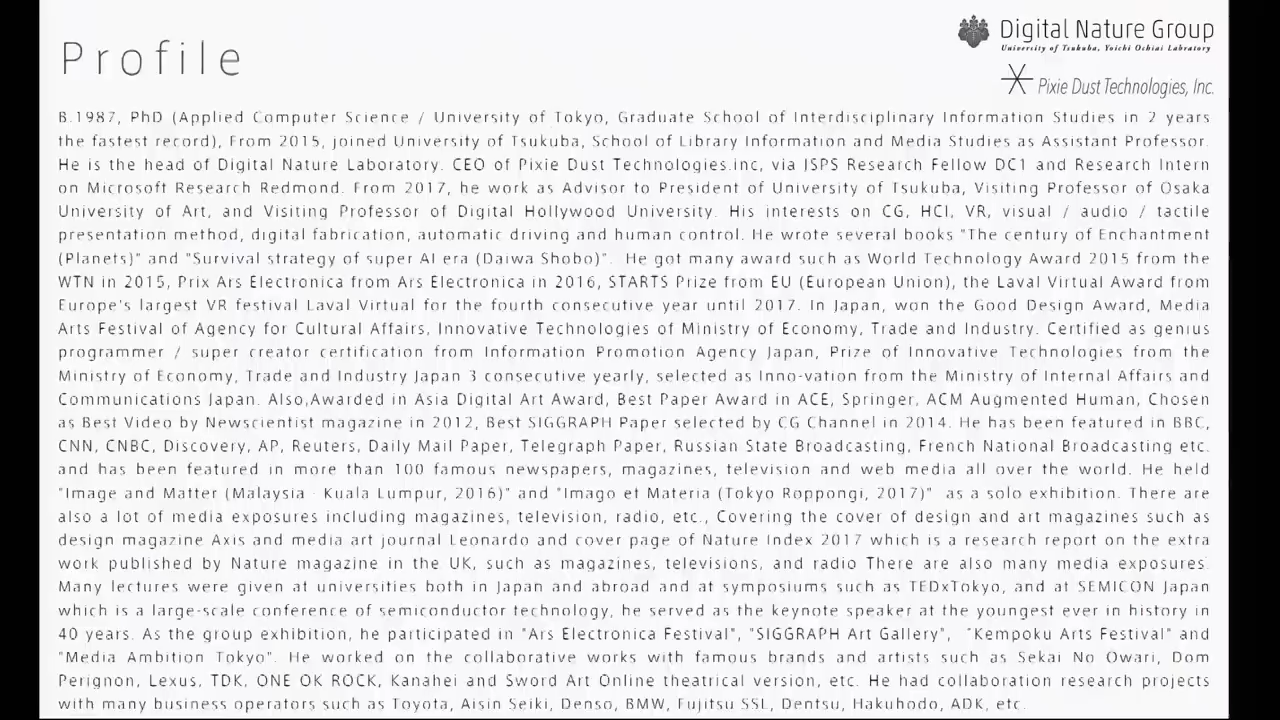 Profile
Digital Nature Group
University of Tsukuba, Yoichi Ochiai Labratory
Pixie Dust Technologies, Inc.
B.1987, PhD (Applied Computer Science / University of Tokyo, Graduate School of Interdisciplinary Information Studies in 2 years
the fastest record), From 2015, joined University of Tsukuba, School of Library Information and Media Studies as Assistant Professor.
He is the head of Digital Nature Laboratory. CEO of Pixie Dust Technologies.inc, via JSPS Research Fellow DC1 and Research Intern
on Microsoft Research Redmond. From 2017, he work as Advisor to President of University of Tsukuba, Visiting Professor of Osaka
University of Art, and Visiting Professor of Digital Hollywood University. His interests on CG, HCI, VR, visual / audio / tactile
presentation method, digital fabrication, automatic driving and human control. He wrote several books "The century of Enchantment
(Planets)" and "Survival strategy of super AI era (Daiwa Shobo)". He got many award such as World Technology Award 2015 from the
WTN in 2015, Prix Ars Electronica from Ars Electronica in 2016, STARTS Prize from EU (European Union), the Laval Virtual Award from
Europe's largest VR festival Laval Virtual for the fourth consecutive year until 2017. In Japan, won the Good Design Award, Media
Arts Festival of Agency for Cultural Affairs, Innovative Technologies of Ministry of Economy, Trade and Industry. Certified as genius
programmer / super creator certification from Information Promotion Agency Japan, Prize of Innovative Technologies from the
Ministry of Economy, Trade and Industry Japan 3 consecutive yearly, selected as Inno-vation from the Ministry of Internal Affairs and
Communications Japan. Also,Awarded in Asia Digital Art Award, Best Paper Award in ACE, Springer, ACM Augmented Human, Chosen
as Best Video by Newscientist magazine in 2012, Best SIGGRAPH Paper selected by CG Channel in 2014. He has been featured in BBC,
CNN, CNBC, Discovery, AP, Reuters, Daily Mail Paper, Telegraph Paper, Russian State Broadcasting, French National Broadcasting etc.
and has been featured in more than 100 famous newspapers, magazines, television and web media all over the world. He held
"Image and Matter (Malaysia · Kuala Lumpur, 2016)" and "Imago et Materia (Tokyo Roppongi, 2017)" as a solo exhibition. There are
also a lot of media exposures including magazines, television, radio, etc., Covering the cover of design and art magazines such as
design magazine Axis and media art journal Leonardo and cover page of Nature Index 2017 which is a research report on the extra
work published by Nature magazine in the UK, such as magazines, televisions, and radio There are also many media exposures.
Many lectures were given at universities both in Japan and abroad and at symposiums such as TEDxTokyo, and at SEMICON Japan
which is a large-scale conference of semiconductor technology, he served as the keynote speaker at the youngest ever in history in
40 years. As the group exhibition, he participated in "Ars Electronica Festival", "SIGGRAPH Art Gallery", "Kempoku Arts Festival" and
"Media Ambition Tokyo". He worked on the collaborative works with famous brands and artists such as Sekai No Owari, Dom
Perignon, Lexus, TDK, ONE OK ROCK, Kanahei and Sword Art Online theatrical version, etc. He had collaboration research projects
with many business operators such as Toyota, Aisin Seiki, Denso, BMW, Fujitsu SSL, Dentsu, Hakuhodo, ADK, etc.